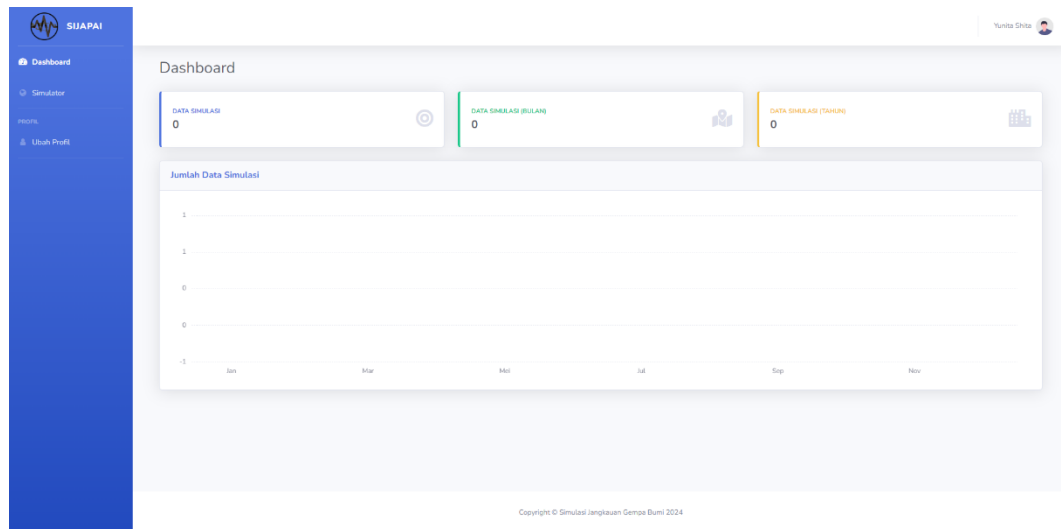 SIJAPAI
Yunita Shita
Dashboard
Simulator
PROFIL
Ubah Profil
Dashboard
DATA SIMULASI
0
DATA SIMULASI (BULAN)
0
DATA SIMULASI (TAHUN)
0
Jumlah Data Simulasi
1
1
0
0
-1
Jan Mar Mei Jul Sep Nov
Copyright © Simulasi Jangkauan Gempa Bumi 2024